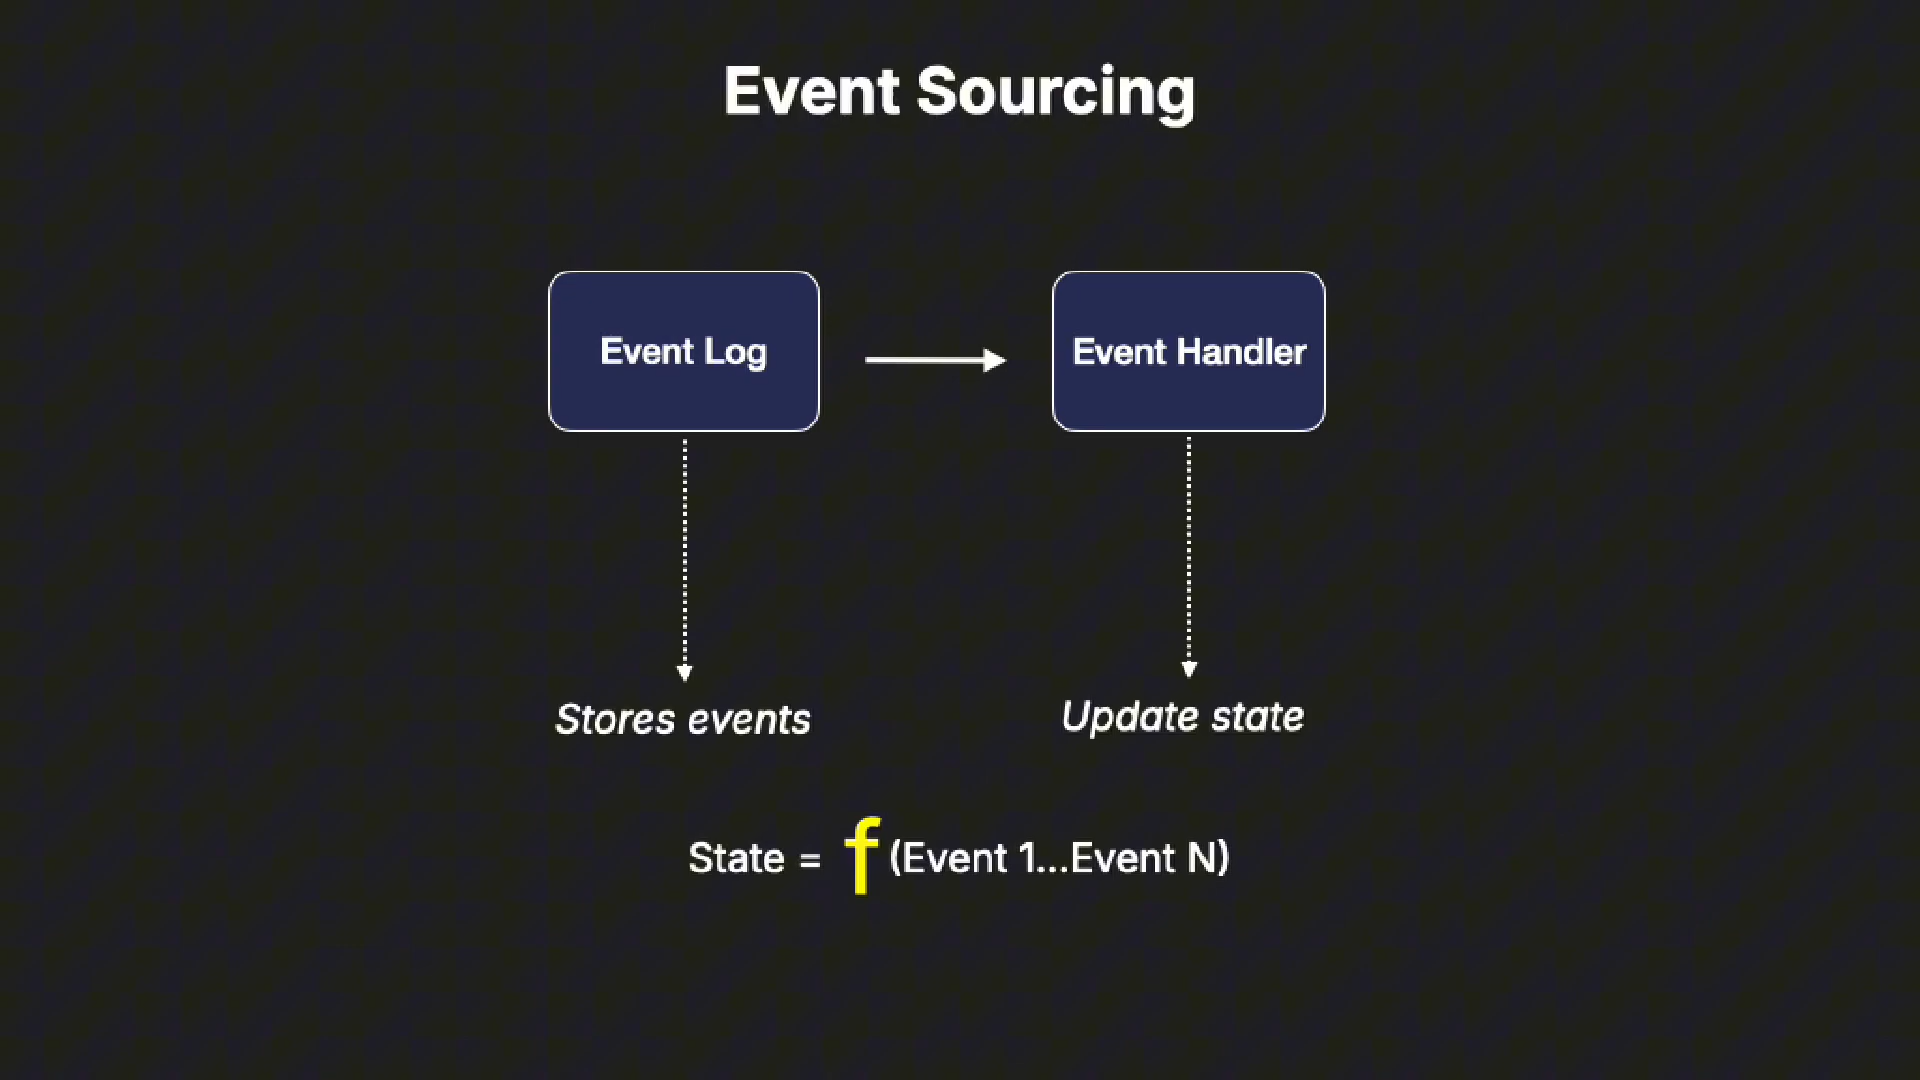 Event Sourcing
Event Log
Event Handler
Stores events
Update state
State = f (Event 1...Event N)